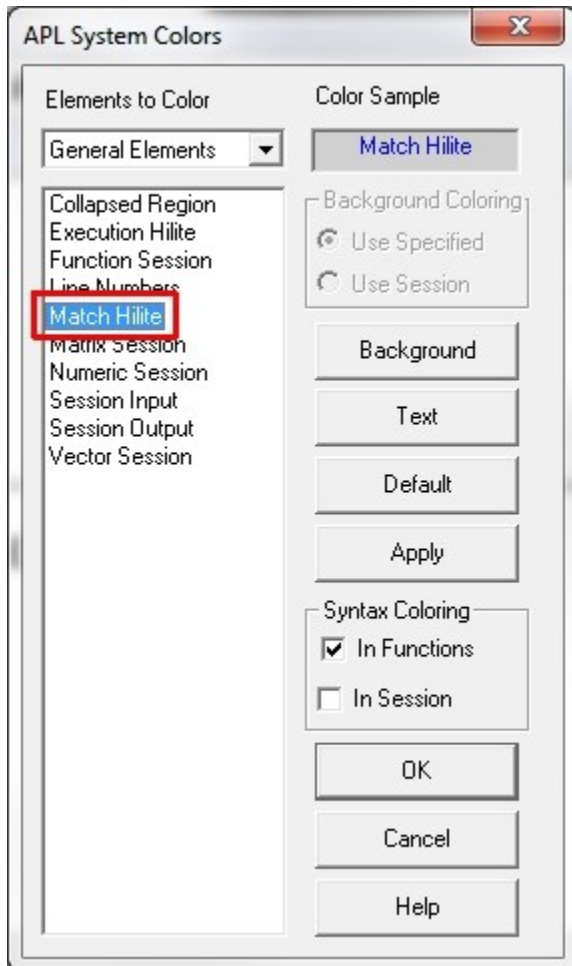 APL System Colors
Elements to Color
General Elements
Collapsed Region
Execution Hilite
Function Session
Line Numbers
Match Hilite
Matrix Session
Numeric Session
Session Input
Session Output
Vector Session
Color Sample
Match Hilite
Background Coloring
Use Specified
Use Session
Background
Text
Default
Apply
Syntax Coloring
In Functions
In Session
OK
Cancel
Help